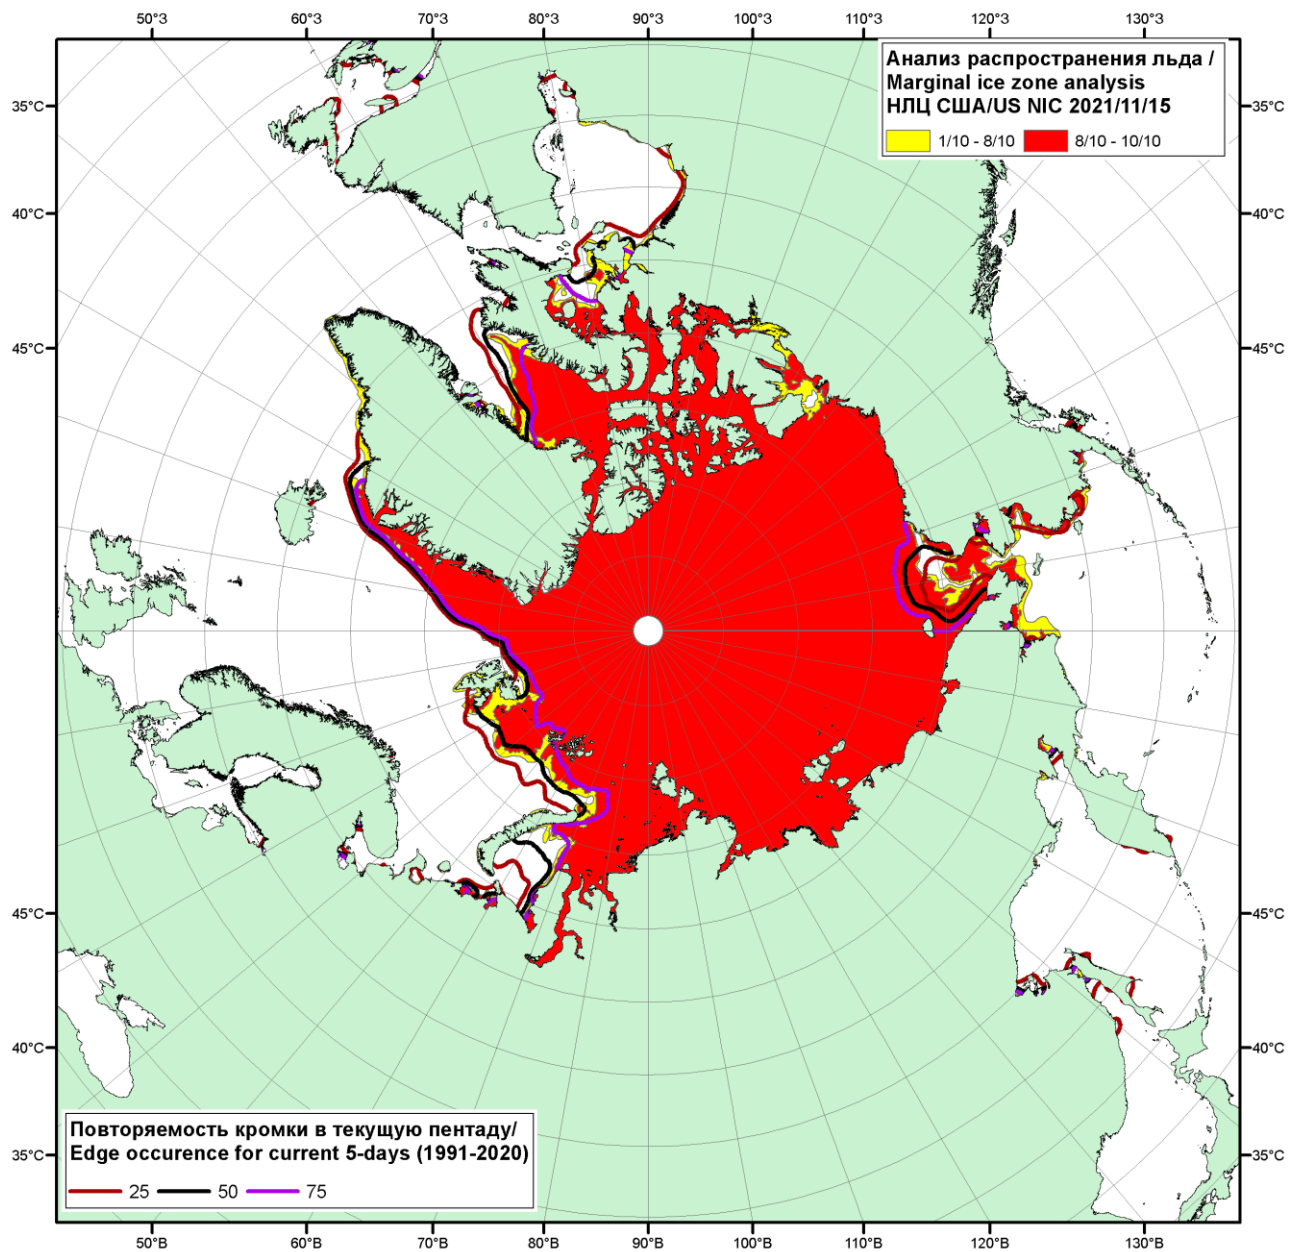 50°З 60°З 70°З 80°З 90°З 100°З 110°З 120°З 130°З
Анализ распространения льда /
Marginal ice zone analysis
НЛЦ США/US NIC 2021/11/15
1/10 - 8/10 8/10 - 10/10
35°С 35°С
40°С 40°С
45°С 45°С
45°С 45°С
40°С 40°С
Повторяемость кромки в текущую пентаду/
Edge occurence for current 5-days (1991-2020)
25 50 75
35°С 35°С
50°В 60°В 70°В 80°В 90°В 100°В 110°В 120°В 130°В